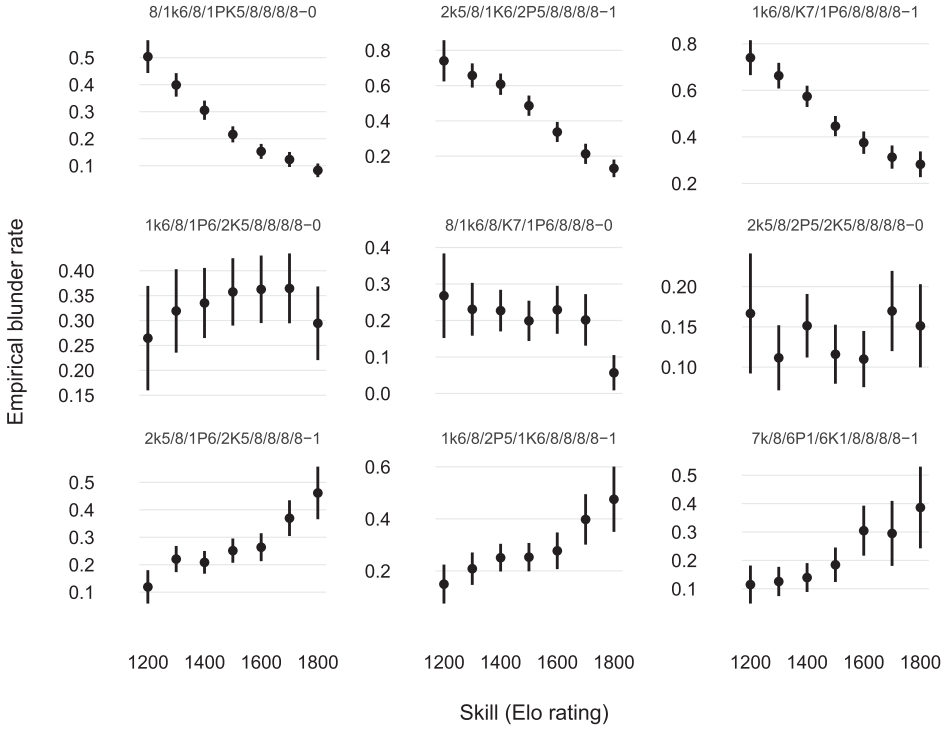 8/1k6/8/1PK5/8/8/8/8−0
2k5/8/1K6/2P5/8/8/8/8−1
1k6/8/K7/1P6/8/8/8/8−1
0.5
0.4
0.3
0.2
0.1
0.8
0.6
0.4
0.2
0.8
0.6
0.4
0.2
1k6/8/1P6/2K5/8/8/8/8−0
8/1k6/8/K7/1P6/8/8/8−0
2k5/8/2P5/2K5/8/8/8/8−0
0.40
0.35
0.30
0.25
0.20
0.15
0.4
0.3
0.2
0.1
0.0
0.20
0.15
0.10
Empirical blunder rate
2k5/8/1P6/2K5/8/8/8/8−1
1k6/8/2P5/1K6/8/8/8/8−1
7k/8/6P1/6K1/8/8/8/8−1
0.5
0.4
0.3
0.2
0.1
0.6
0.4
0.2
0.5
0.4
0.3
0.2
0.1
1200 1400 1600 1800
1200 1400 1600 1800
1200 1400 1600 1800
Skill (Elo rating)